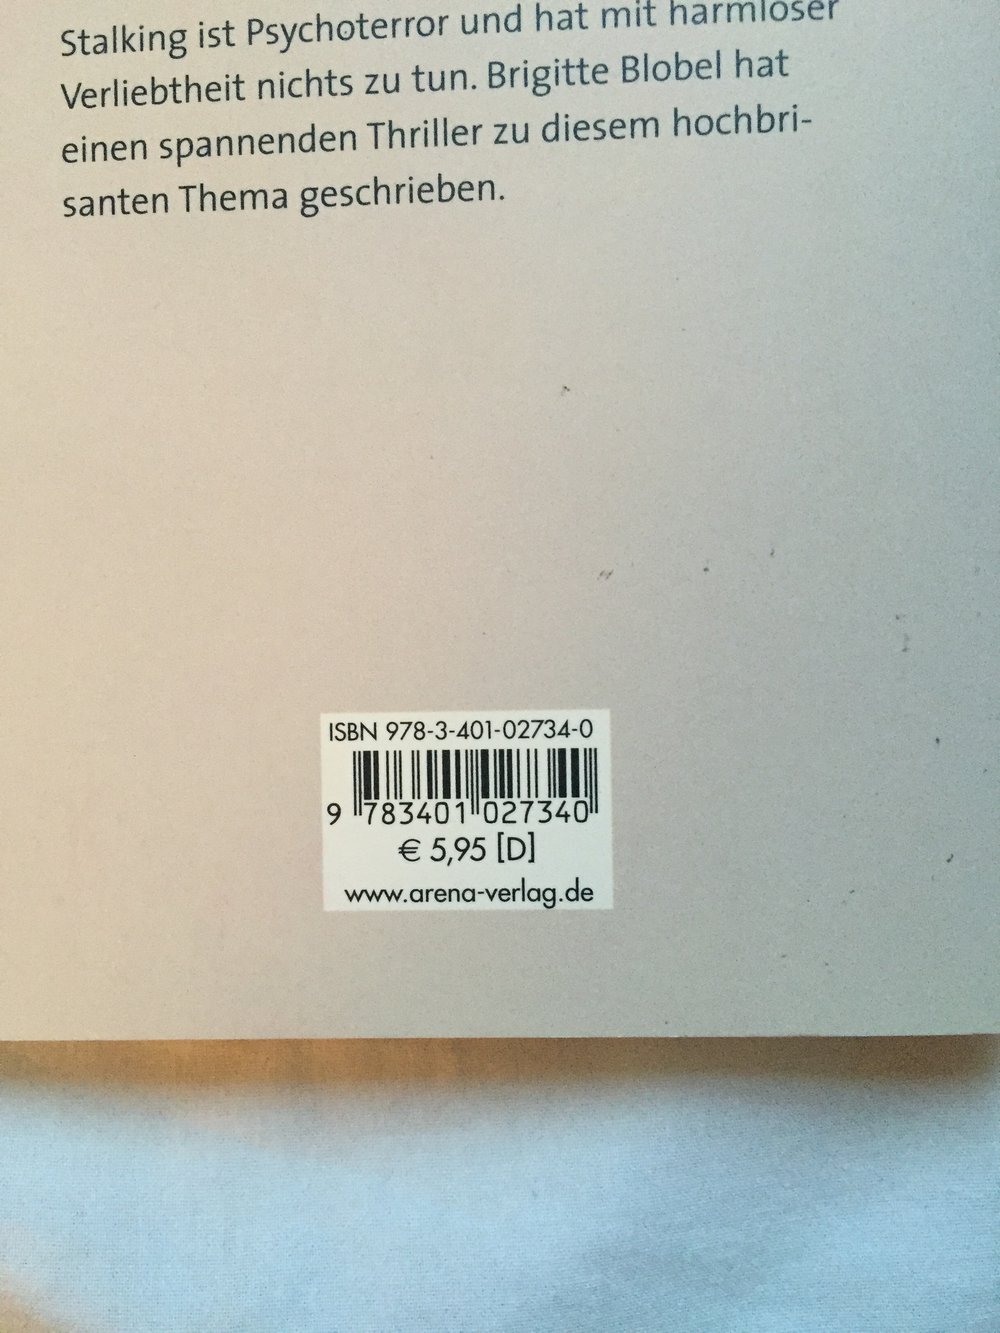 Stalking ist Psychoterror und hat mit harmloser
Verliebtheit nichts zu tun. Brigitte Blobel hat
einen spannenden Thriller zu diesem hochbri-
santen Thema geschrieben.
ISBN 978-3-401-02734-0
9 783401 027340
€ 5,95 [D]
www.arena-verlag.de